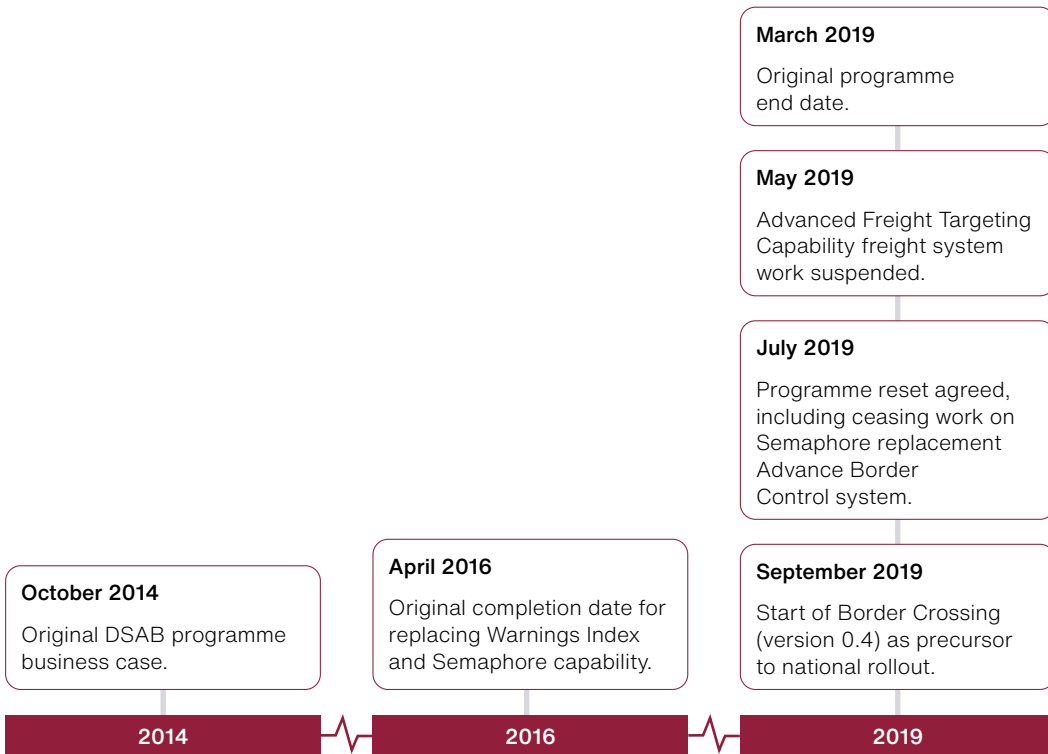 March 2019
Original programme
end date.
May 2019
Advanced Freight Targeting
Capability freight system
work suspended.
July 2019
Programme reset agreed,
including ceasing work on
Semaphore replacement
Advance Border
Control system.
October 2014
Original DSAB programme
business case.
April 2016
Original completion date for
replacing Warnings Index
and Semaphore capability.
September 2019
Start of Border Crossing
(version 0.4) as precursor
to national rollout.
2014
2016
2019